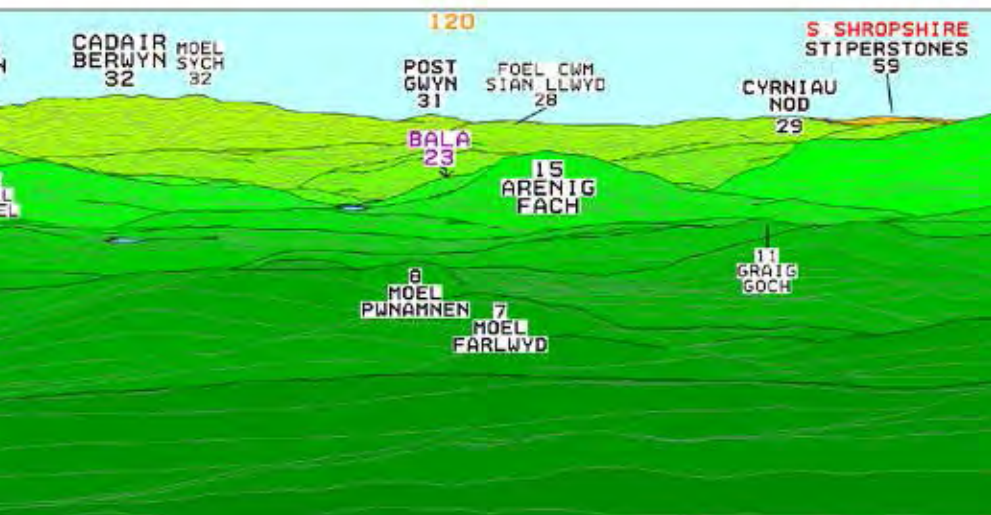 120
S SHROPSHIRE
STIPERSTONES
59
CADAIR
BERWYN
32
MOEL
SYCH
32
POST
GWYN
31
FOEL CWM
SIAN LLWYD
28
CYRNIAU
NOD
29
N
BALA
23
15
ARENIG
FACH
L
EL
11
GRAIG
GOCH
8
MOEL
PWNAMNEN
7
MOEL
FARLWYD